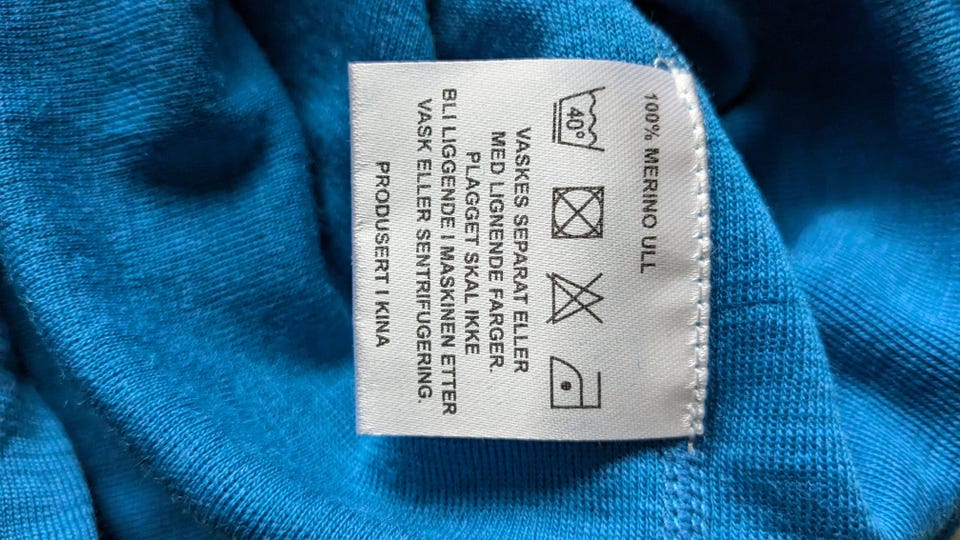 100% MERINO ULL
40°
VASKES SEPARAT ELLER
MED LIGNENDE FARGER.
PLAGGET SKAL IKKE
BLI LIGGENDE I MASKINEN ETTER
VASK ELLER SENTRIFUGERING.
PRODUSERT I KINA